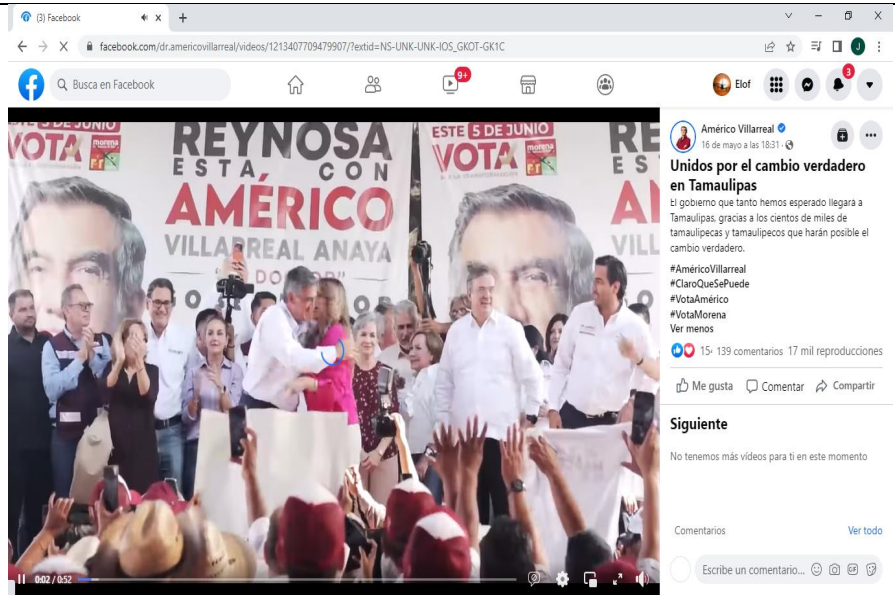 (3) Facebook
facebook.com/dr.americovillarreal/videos/1213407709479907/?extid=NS-UNK-UNK-IOS_GKOT-GK1C
J
Busca en Facebook
9+
Elof
3
ESTE 5 DE JUNIO
VOTA
morena
REYNOSA
ESTA CON
AMÉRICO
VILLARREAL ANAYA
ESTE 5 DE JUNIO
VOTA
morena
RE
ES
A
VILL
Américo Villarreal
16 de mayo a las 18:31 ·
Unidos por el cambio verdadero
en Tamaulipas
El gobierno que tanto hemos esperado llegará a
Tamaulipas, gracias a los cientos de miles de
tamaulipecas y tamaulipecos que harán posible el
cambio verdadero.
#AméricoVillarreal
#ClaroQueSePuede
#VotaAmérico
#VotaMorena
Ver menos
15· 139 comentarios 17 mil reproducciones
Me gusta Comentar Compartir
Siguiente
No tenemos más vídeos para ti en este momento
Comentarios Ver todo
Escribe un comentario...
GIF
0:02 / 0:52